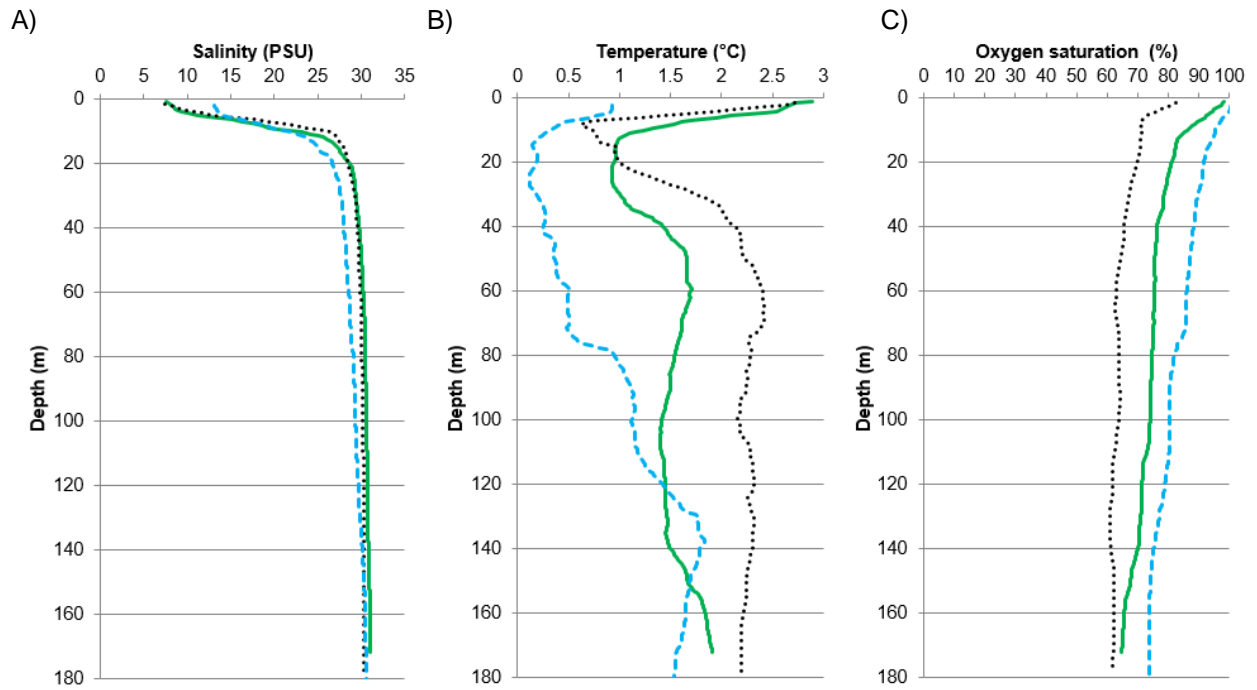 A)
Salinity (PSU)
0 5 10 15 20 25 30 35
0
20
40
60
80
100
120
140
160
180
Depth (m)
B)
Temperature (°C)
0 0.5 1 1.5 2 2.5 3
0
20
40
60
80
100
120
140
160
180
Depth (m)
C)
Oxygen saturation (%)
0 10 20 30 40 50 60 70 80 90 100
0
20
40
60
80
100
120
140
160
180
Depth (m)